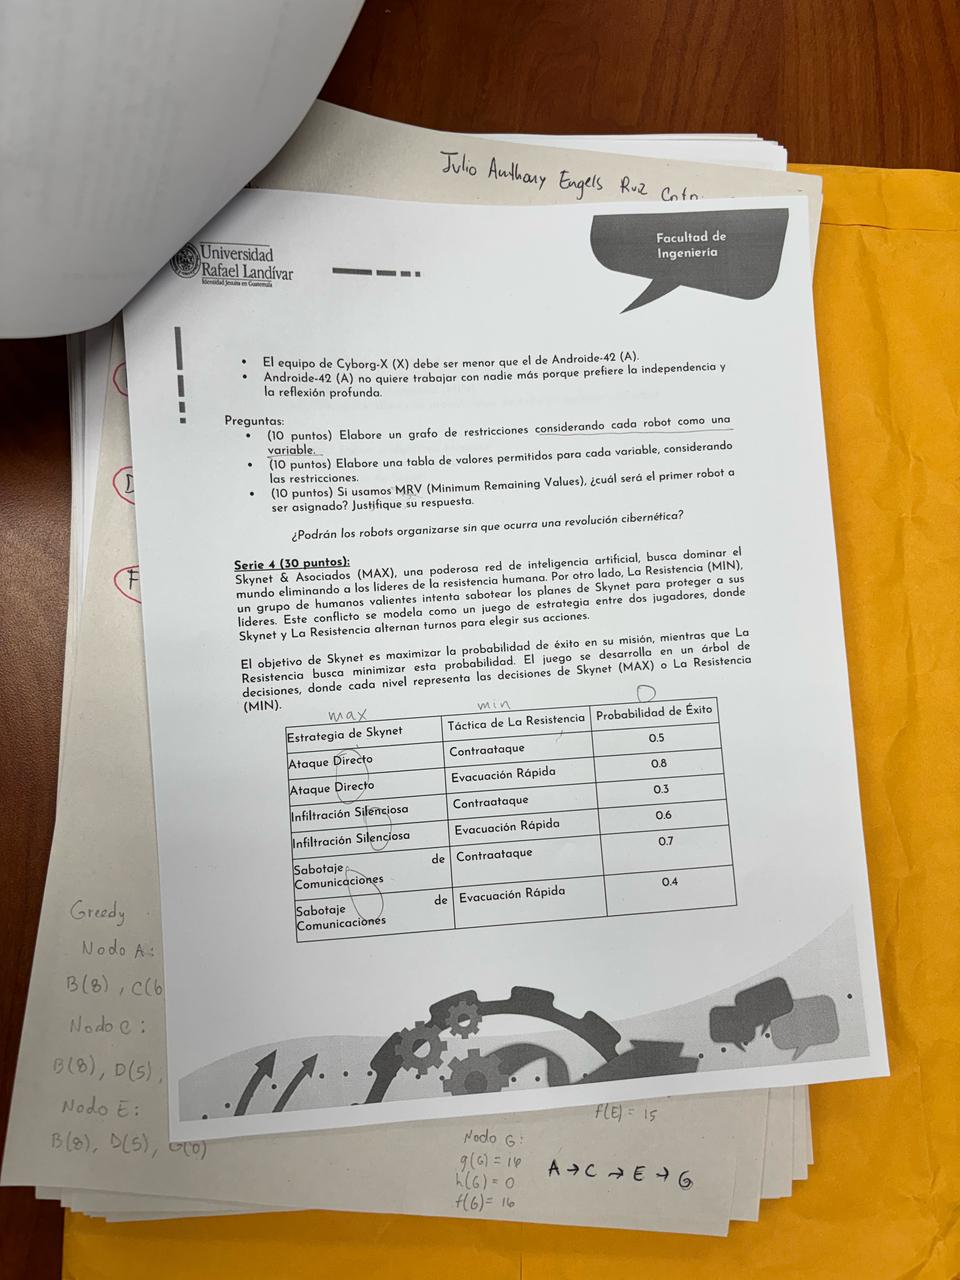 Julio Anthony Engels Ruiz
Universidad
Rafael Landívar
Identidad Jesuita en Guatemala
Facultad de
Ingeniería
• El equipo de Cyborg-X (X) debe ser menor que el de Androide-42 (A).
• Androide-42 (A) no quiere trabajar con nadie más porque prefiere la independencia y
la reflexión profunda.
Preguntas:
• (10 puntos) Elabore un grafo de restricciones considerando cada robot como una
variable.
• (10 puntos) Elabore una tabla de valores permitidos para cada variable, considerando
las restricciones.
• (10 puntos) Si usamos MRV (Minimum Remaining Values), ¿cuál será el primer robot a
ser asignado? Justifique su respuesta.
¿Podrán los robots organizarse sin que ocurra una revolución cibernética?
Serie 4 (30 puntos):
Skynet & Asociados (MAX), una poderosa red de inteligencia artificial, busca dominar el
mundo eliminando a los líderes de la resistencia humana. Por otro lado, La Resistencia (MIN),
un grupo de humanos valientes intenta sabotear los planes de Skynet para proteger a sus
líderes. Este conflicto se modela como un juego de estrategia entre dos jugadores, donde
Skynet y La Resistencia alternan turnos para elegir sus acciones.
El objetivo de Skynet es maximizar la probabilidad de éxito en su misión, mientras que La
Resistencia busca minimizar esta probabilidad. El juego se desarrolla en un árbol de
decisiones, donde cada nivel representa las decisiones de Skynet (MAX) o La Resistencia
(MIN).
max min
Estrategia de Skynet Táctica de La Resistencia Probabilidad de Éxito
Ataque Directo Contraataque 0.5
Ataque Directo Evacuación Rápida 0.8
Infiltración Silenciosa Contraataque 0.3
Infiltración Silenciosa Evacuación Rápida 0.6
Sabotaje de Contraataque 0.7
Comunicaciones
Sabotaje de Evacuación Rápida 0.4
Comunicaciones
D
F
Greedy
Nodo A:
B(8), C(6
Nodo C:
B(8), D(5),
Nodo E:
B(8), D(5), G(0)
f(E) = 15
Nodo G:
g(G) = 16
h(G) = 0
f(G) = 16
A → C → E → G